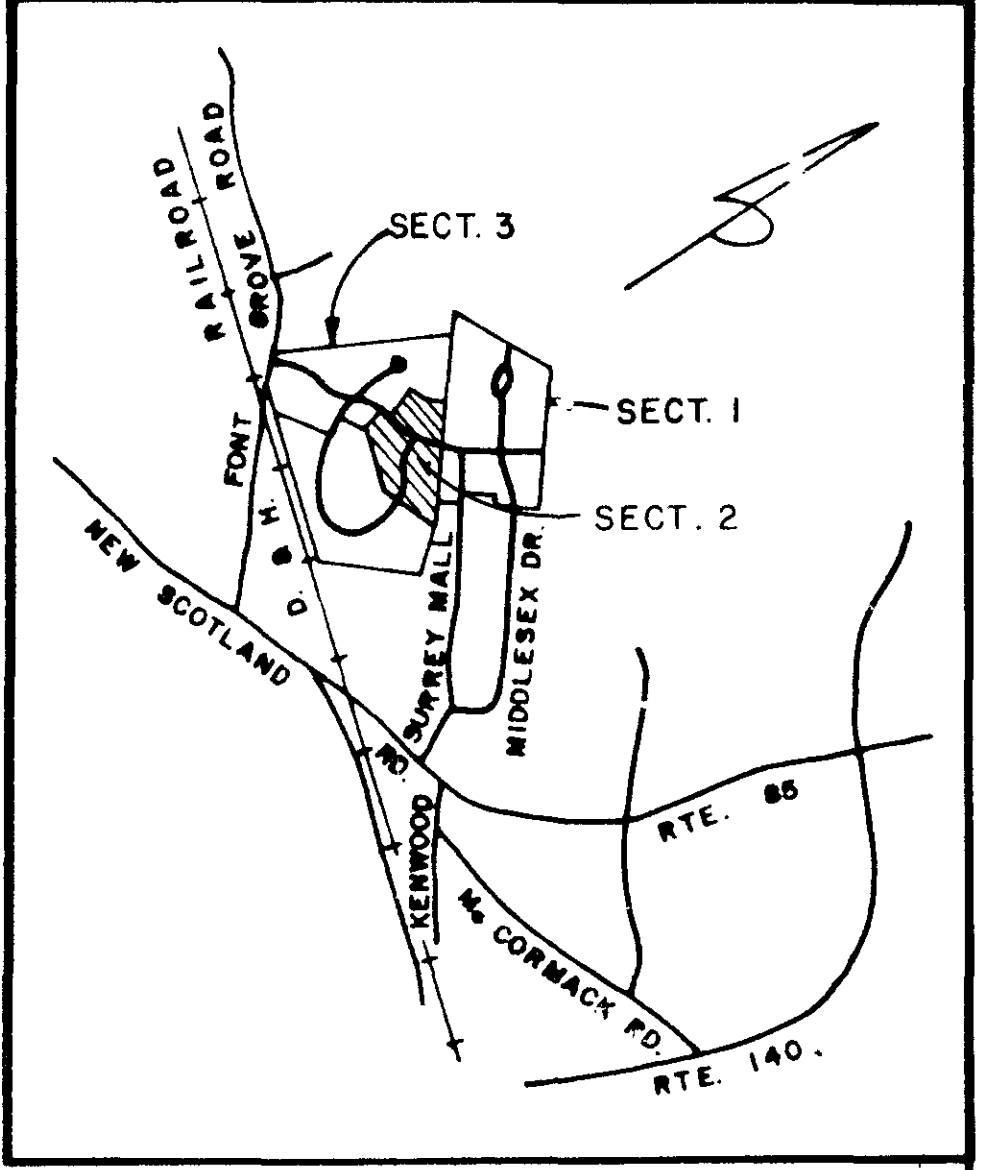 RAILROAD
FONT GROVE ROAD
SECT. 3
SECT. 1
SECT. 2
D. & H.
NEW SCOTLAND RD.
SURREY MALL
MIDDLESEX DR.
KENWOOD
RTE. 85
Mc CORMACK RD.
RTE. 140.